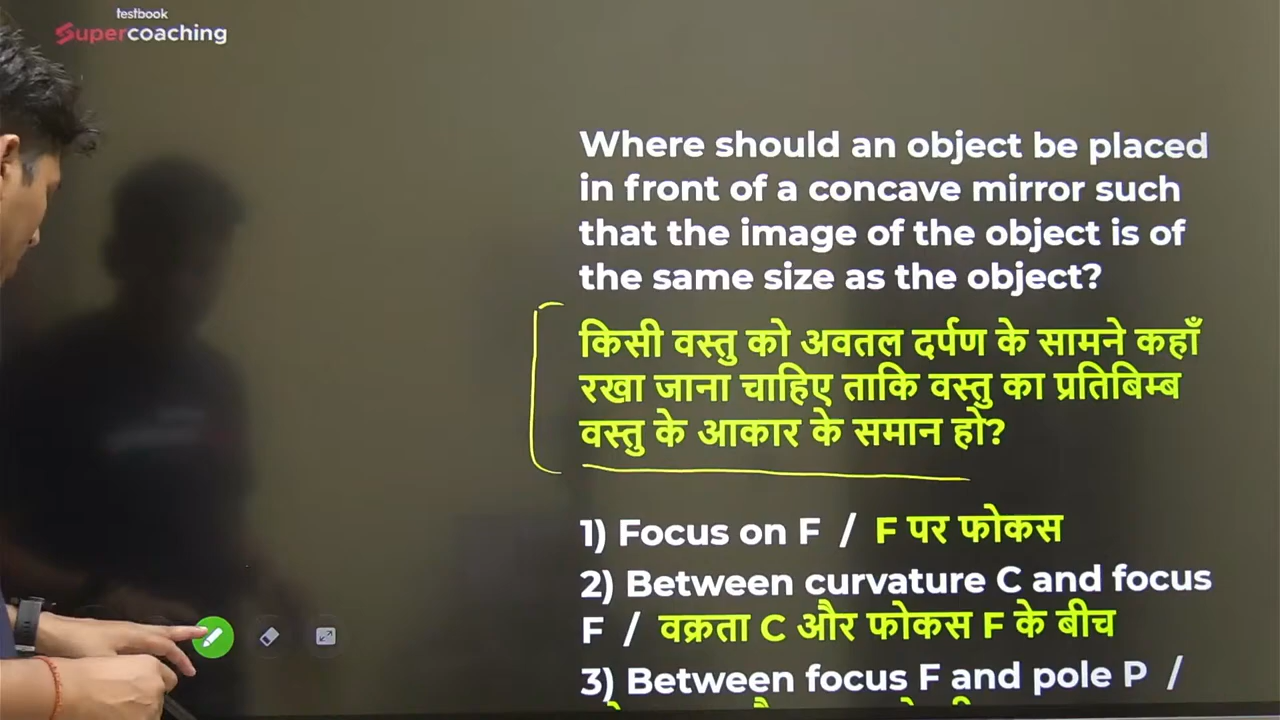 testbook
Supercoaching
Where should an object be placed
in front of a concave mirror such
that the image of the object is of
the same size as the object?
किसी वस्तु को अवतल दर्पण के सामने कहाँ
रखा जाना चाहिए ताकि वस्तु का प्रतिबिम्ब
वस्तु के आकार के समान हो?
1) Focus on F / F पर फोकस
2) Between curvature C and focus
F / वक्रता C और फोकस F के बीच
3) Between focus F and pole P /